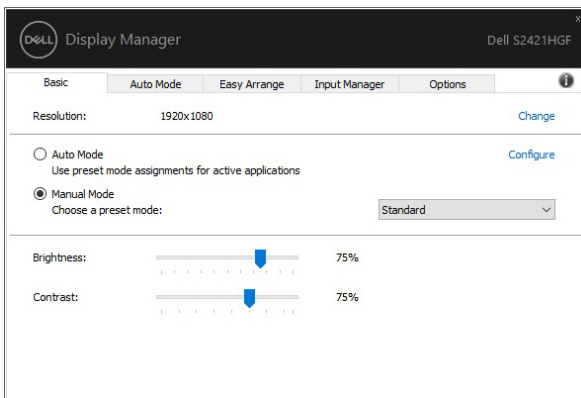 DELL Display Manager
Dell S2421HGF
Basic Auto Mode Easy Arrange Input Manager Options
Resolution: 1920x1080 Change
Auto Mode Configure
Use preset mode assignments for active applications
Manual Mode
Choose a preset mode: Standard
Brightness: 75%
Contrast: 75%